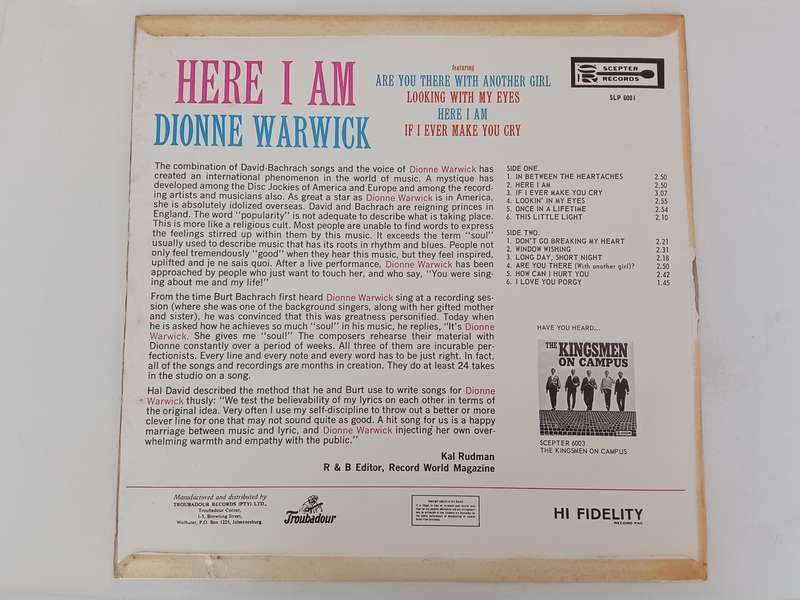 HERE I AM
DIONNE WARWICK
featuring
ARE YOU THERE WITH ANOTHER GIRL
LOOKING WITH MY EYES
HERE I AM
IF I EVER MAKE YOU CRY
SR
SCEPTER
RECORDS
SLP 6001
The combination of David-Bachrach songs and the voice of Dionne Warwick has
created an international phenomenon in the world of music. A mystique has
developed among the Disc Jockies of America and Europe and among the record-
ing artists and musicians also. As great a star as Dionne Warwick is in America,
she is absolutely idolized overseas. David and Bachrach are reigning princes in
England. The word "popularity" is not adequate to describe what is taking place.
This is more like a religious cult. Most people are unable to find words to express
the feelings stirred up within them by this music. It exceeds the term "soul"
usually used to describe music that has its roots in rhythm and blues. People not
only feel tremendously "good" when they hear this music, but they feel inspired,
uplifted and je ne sais quoi. After a live performance, Dionne Warwick has been
approached by people who just want to touch her, and who say, "You were sing-
ing about me and my life!"
From the time Burt Bachrach first heard Dionne Warwick sing at a recording ses-
sion (where she was one of the background singers, along with her gifted mother
and sister), he was convinced that this was greatness personified. Today when
he is asked how he achieves so much "soul" in his music, he replies, "It's Dionne
Warwick. She gives me "soul!" The composers rehearse their material with
Dionne constantly over a period of weeks. All three of them are incurable per-
fectionists. Every line and every note and every word has to be just right. In fact,
all of the songs and recordings are months in creation. They do at least 24 takes
in the studio on a song.
Hal David described the method that he and Burt use to write songs for Dionne
Warwick thusly: "We test the believability of my lyrics on each other in terms of
the original idea. Very often I use my self-discipline to throw out a better or more
clever line for one that may not sound quite as good. A hit song for us is a happy
marriage between music and lyric, and Dionne Warwick injecting her own over-
whelming warmth and empathy with the public."
Kal Rudman
R & B Editor, Record World Magazine
SIDE ONE.
1. IN BETWEEN THE HEARTACHES 2.50
2. HERE I AM 2.50
3. IF I EVER MAKE YOU CRY 3.07
4. LOOKIN' IN MY EYES 2.55
5. ONCE IN A LIFETIME 2.54
6. THIS LITTLE LIGHT 2.10
SIDE TWO.
1. DON'T GO BREAKING MY HEART 2.21
2. WINDOW WISHING 2.31
3. LONG DAY, SHORT NIGHT 2.18
4. ARE YOU THERE (With another girl)? 2.50
5. HOW CAN I HURT YOU 2.42
6. I LOVE YOU PORGY 1.45
HAVE YOU HEARD...
THE KINGSMEN
ON CAMPUS
SCEPTER 6003
THE KINGSMEN ON CAMPUS
Manufactured and distributed by
TROUBADOUR RECORDS (PTY) LTD.,
Troubadour Corner,
1-5, Browning Street,
Wolhuter, P.O. Box 1225, Johannesburg.
Troubadour
HI FIDELITY
RECORD PAC